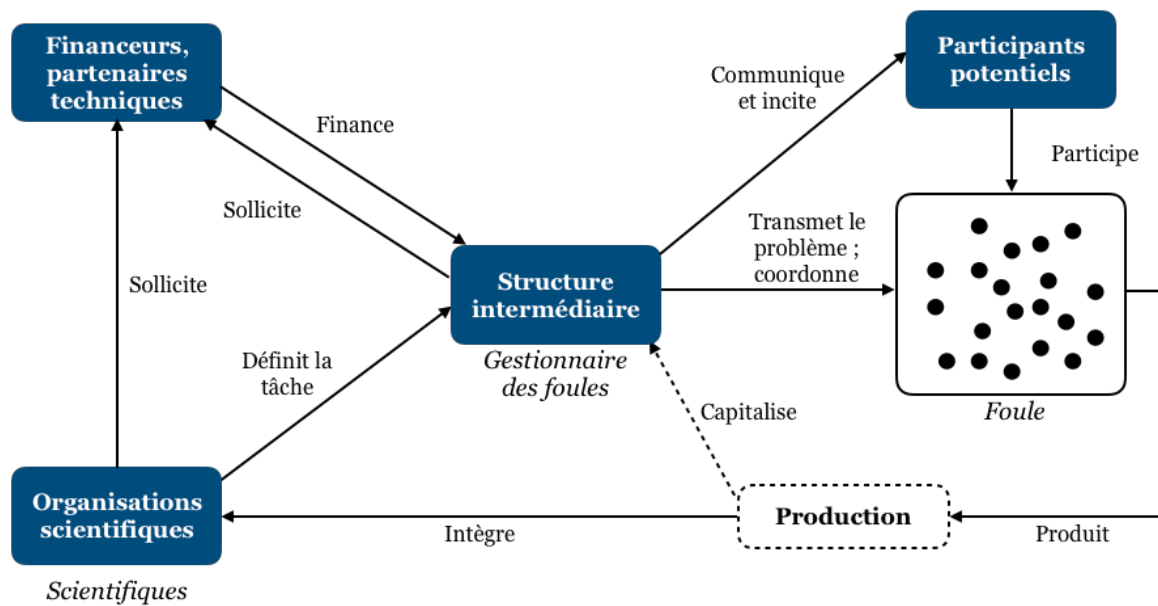 Financeurs,
partenaires
techniques
Participants
potentiels
Communique
et incite
Finance
Participe
Sollicite
Transmet le
problème ;
coordonne
Sollicite
Structure
intermédiaire
Gestionnaire
des foules
Définit la
tâche
Capitalise
Foule
Organisations
scientifiques
Production
Intègre
Produit
Scientifiques